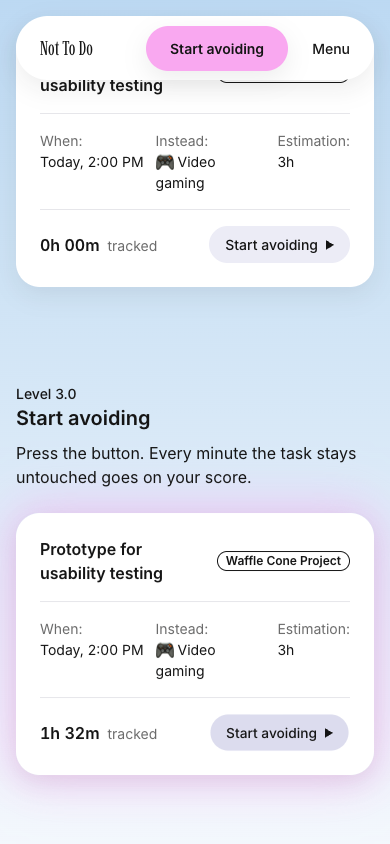 Not To Do
Start avoiding
Menu
usability testing
When:
Today, 2:00 PM
Instead:
🎮 Video
gaming
Estimation:
3h
0h 00m tracked
Start avoiding
Level 3.0
Start avoiding
Press the button. Every minute the task stays
untouched goes on your score.
Prototype for
usability testing
Waffle Cone Project
When:
Today, 2:00 PM
Instead:
🎮 Video
gaming
Estimation:
3h
1h 32m tracked
Start avoiding